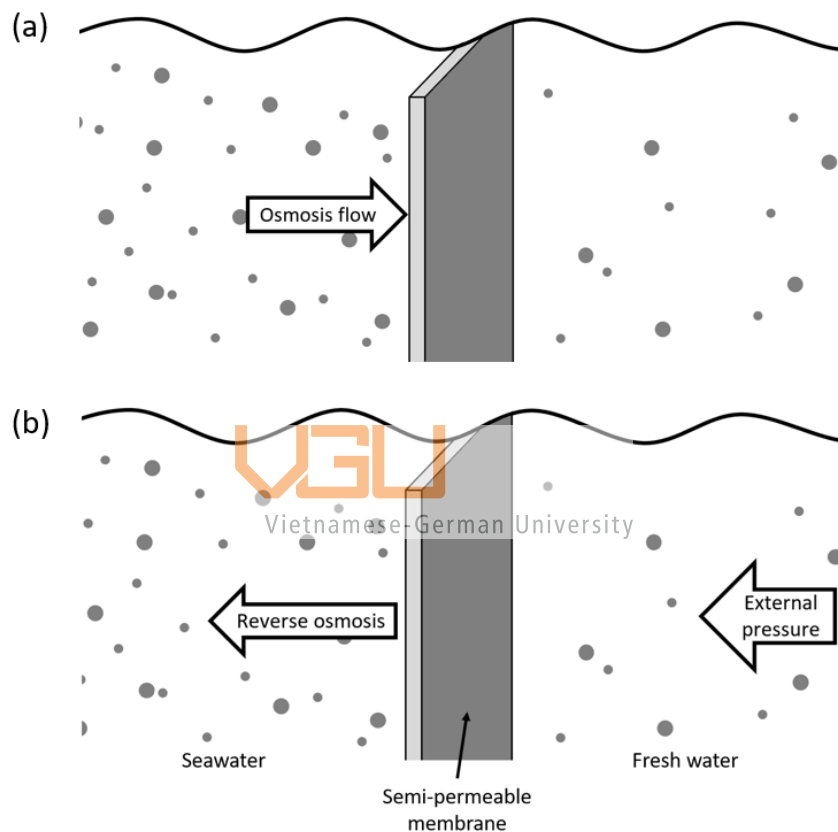 (a)
Osmosis flow
(b)
VGU
Vietnamese-German University
Reverse osmosis
External
pressure
Seawater
Fresh water
Semi-permeable
membrane